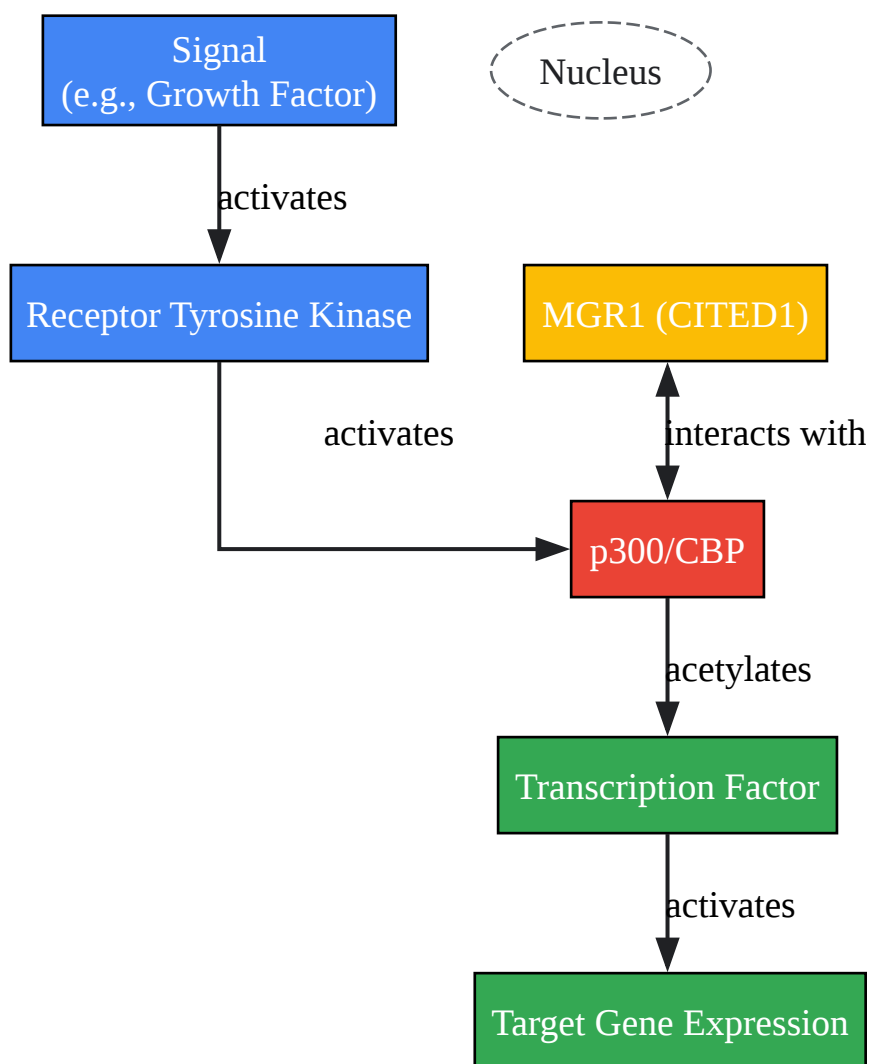 Signal
(e.g., Growth Factor)
Nucleus
activates
Receptor Tyrosine Kinase
MGR1 (CITED1)
activates
interacts with
p300/CBP
acetylates
Transcription Factor
activates
Target Gene Expression